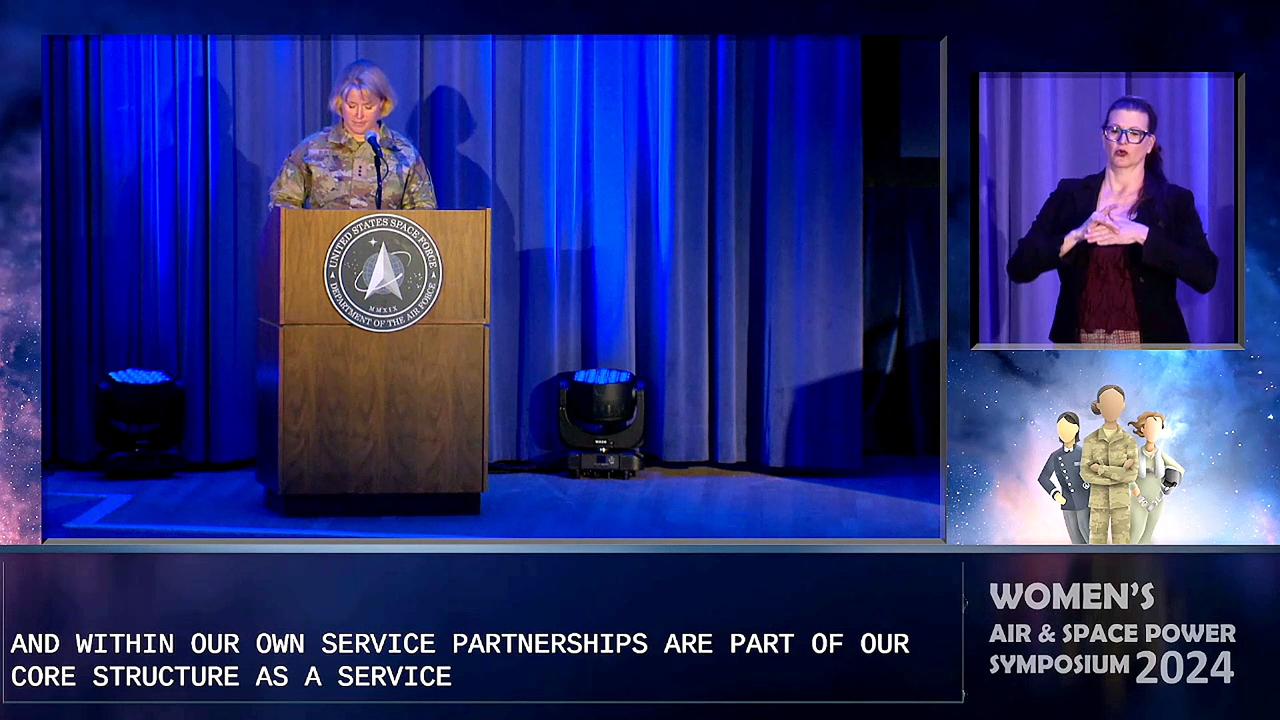 UNITED STATES SPACE FORCE
MMXIX
DEPARTMENT OF THE AIR FORCE
AND WITHIN OUR OWN SERVICE PARTNERSHIPS ARE PART OF OUR
CORE STRUCTURE AS A SERVICE
WOMEN'S
AIR & SPACE POWER
SYMPOSIUM 2024